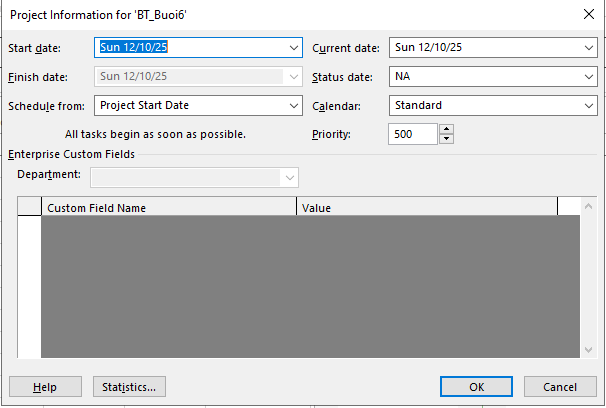 Project Information for 'BT_Buoi6'
Start date: Sun 12/10/25 Current date: Sun 12/10/25
Finish date: Sun 12/10/25 Status date: NA
Schedule from: Project Start Date Calendar: Standard
All tasks begin as soon as possible. Priority: 500
Enterprise Custom Fields
Department:
Custom Field Name Value
Help Statistics... OK Cancel